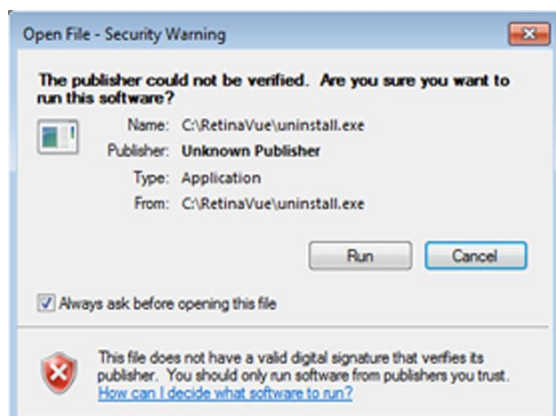 Open File - Security Warning
The publisher could not be verified. Are you sure you want to
run this software?
Name: C:\RetinaVue\uninstall.exe
Publisher: Unknown Publisher
Type: Application
From: C:\RetinaVue\uninstall.exe
Run Cancel
Always ask before opening this file
This file does not have a valid digital signature that verifies its
publisher. You should only run software from publishers you trust.
How can I decide what software to run?